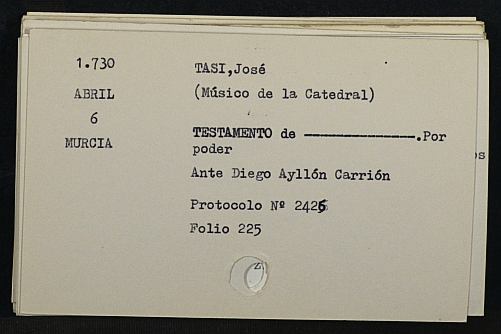 1.730
ABRIL
6
MURCIA
TASI,José
(Músico de la Catedral)
TESTAMENTO de ----------------.Por
poder
Ante Diego Ayllón Carrión
Protocolo Nº 2426
Folio 225